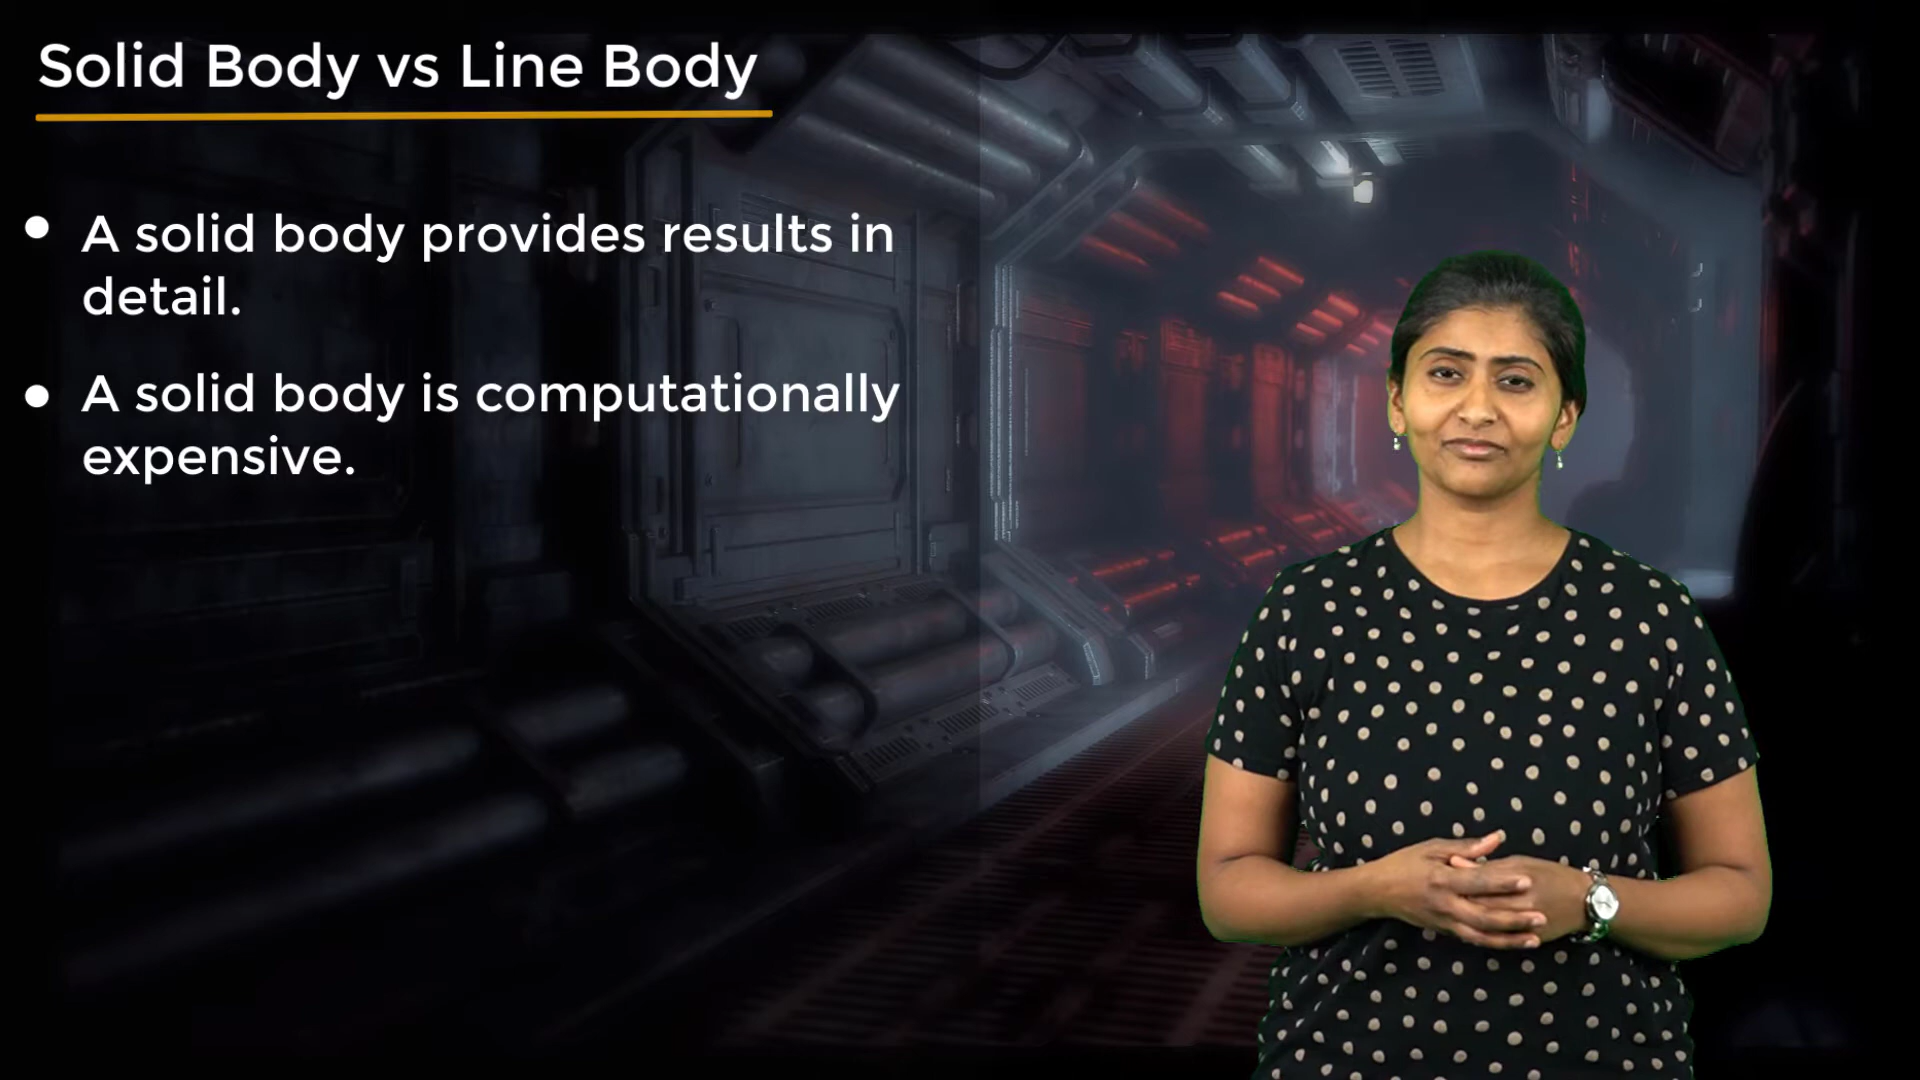 Solid Body vs Line Body
• A solid body provides results in
detail.
• A solid body is computationally
expensive.